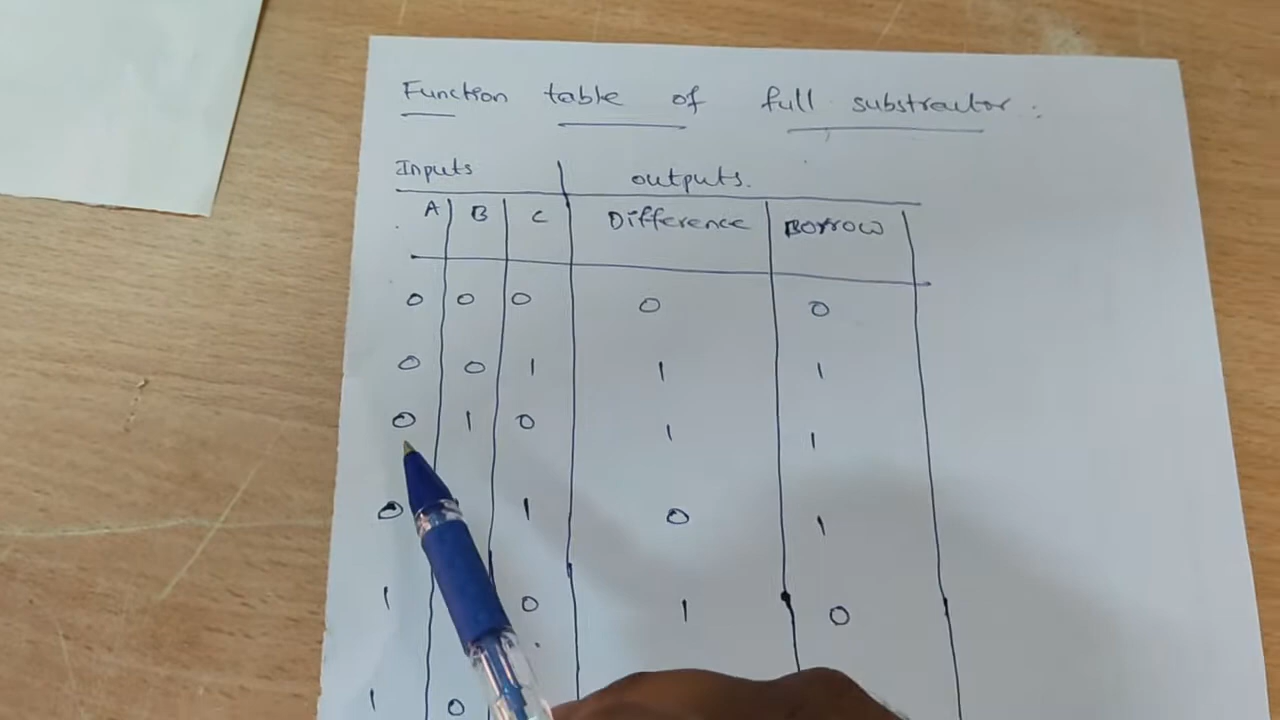 Function table of full substractor :
Inputs outputs.
A B C Difference Borrow
0 0 0 0 0
0 0 1 1 1
0 1 0 1 1
0 1 0 1
1 0 1 0
1 0